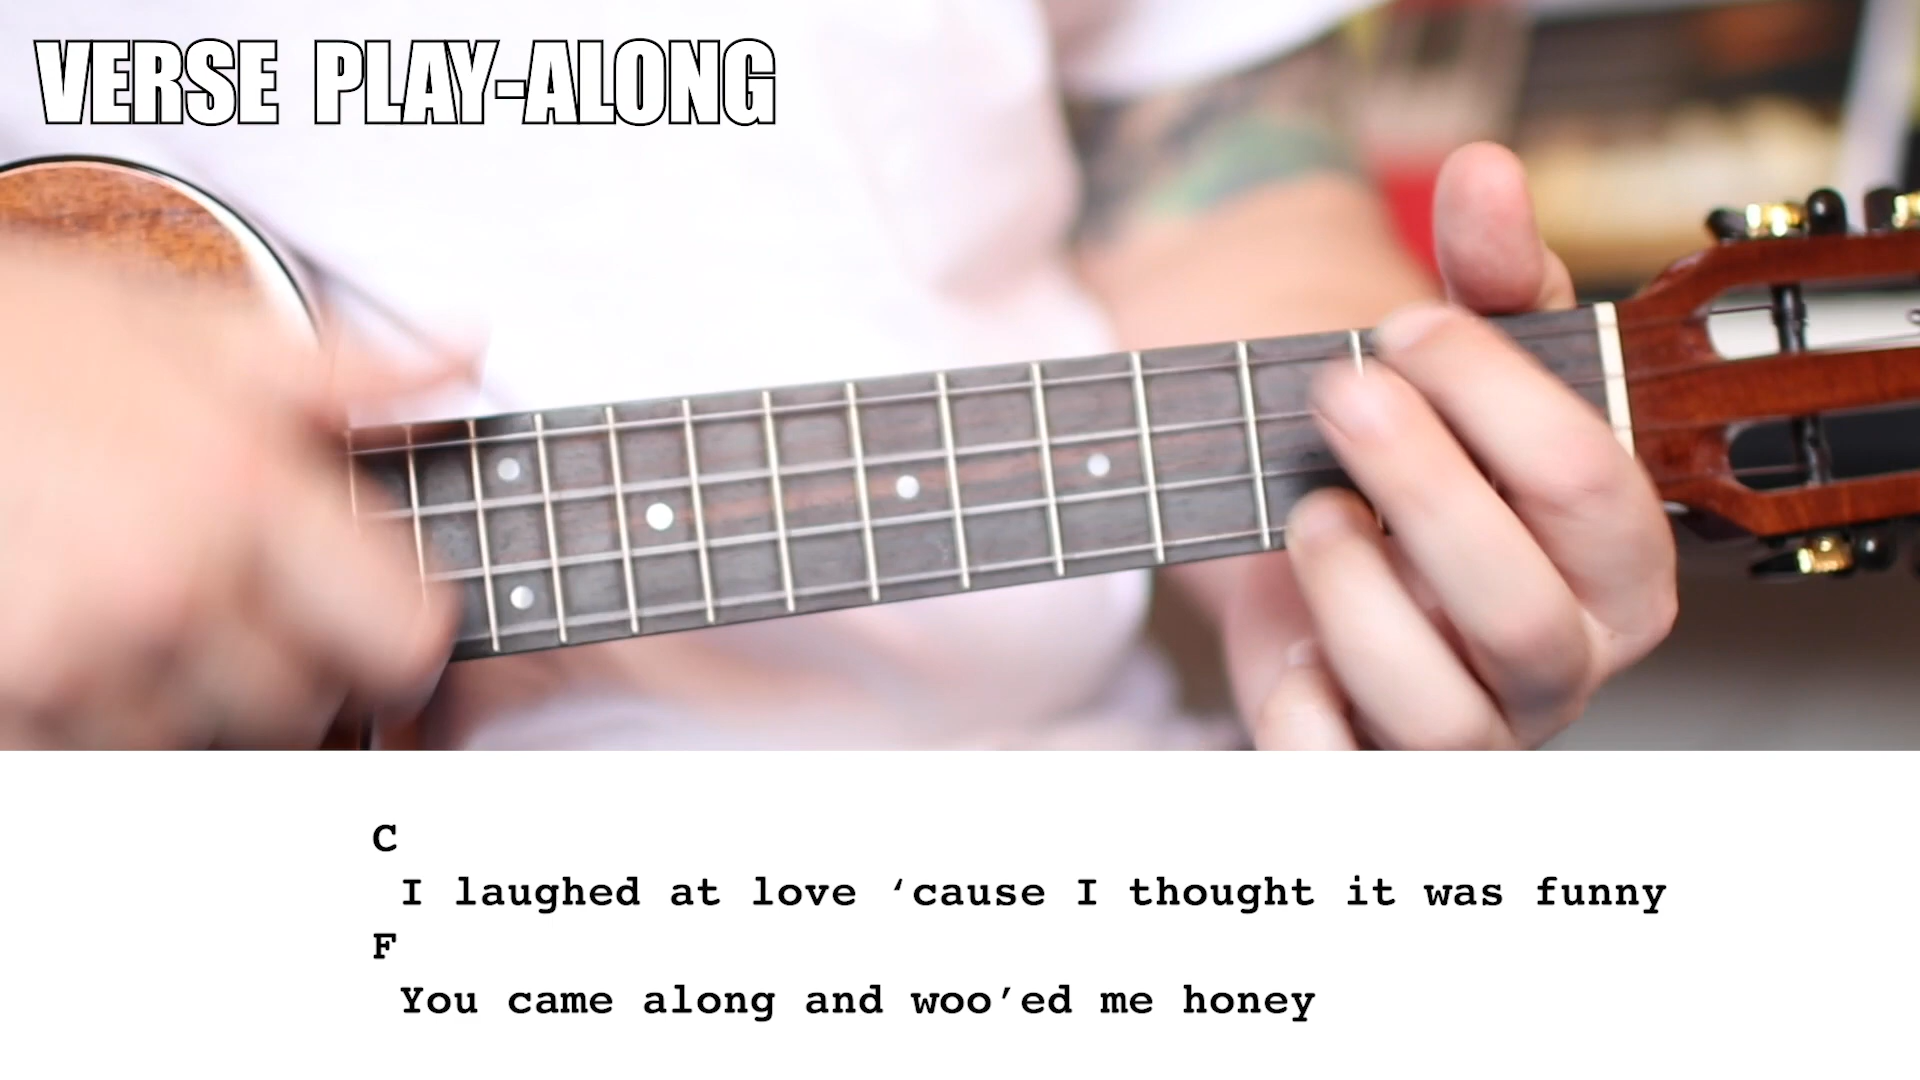 VERSE PLAY-ALONG
C
I laughed at love ‘cause I thought it was funny
F
You came along and woo’ed me honey